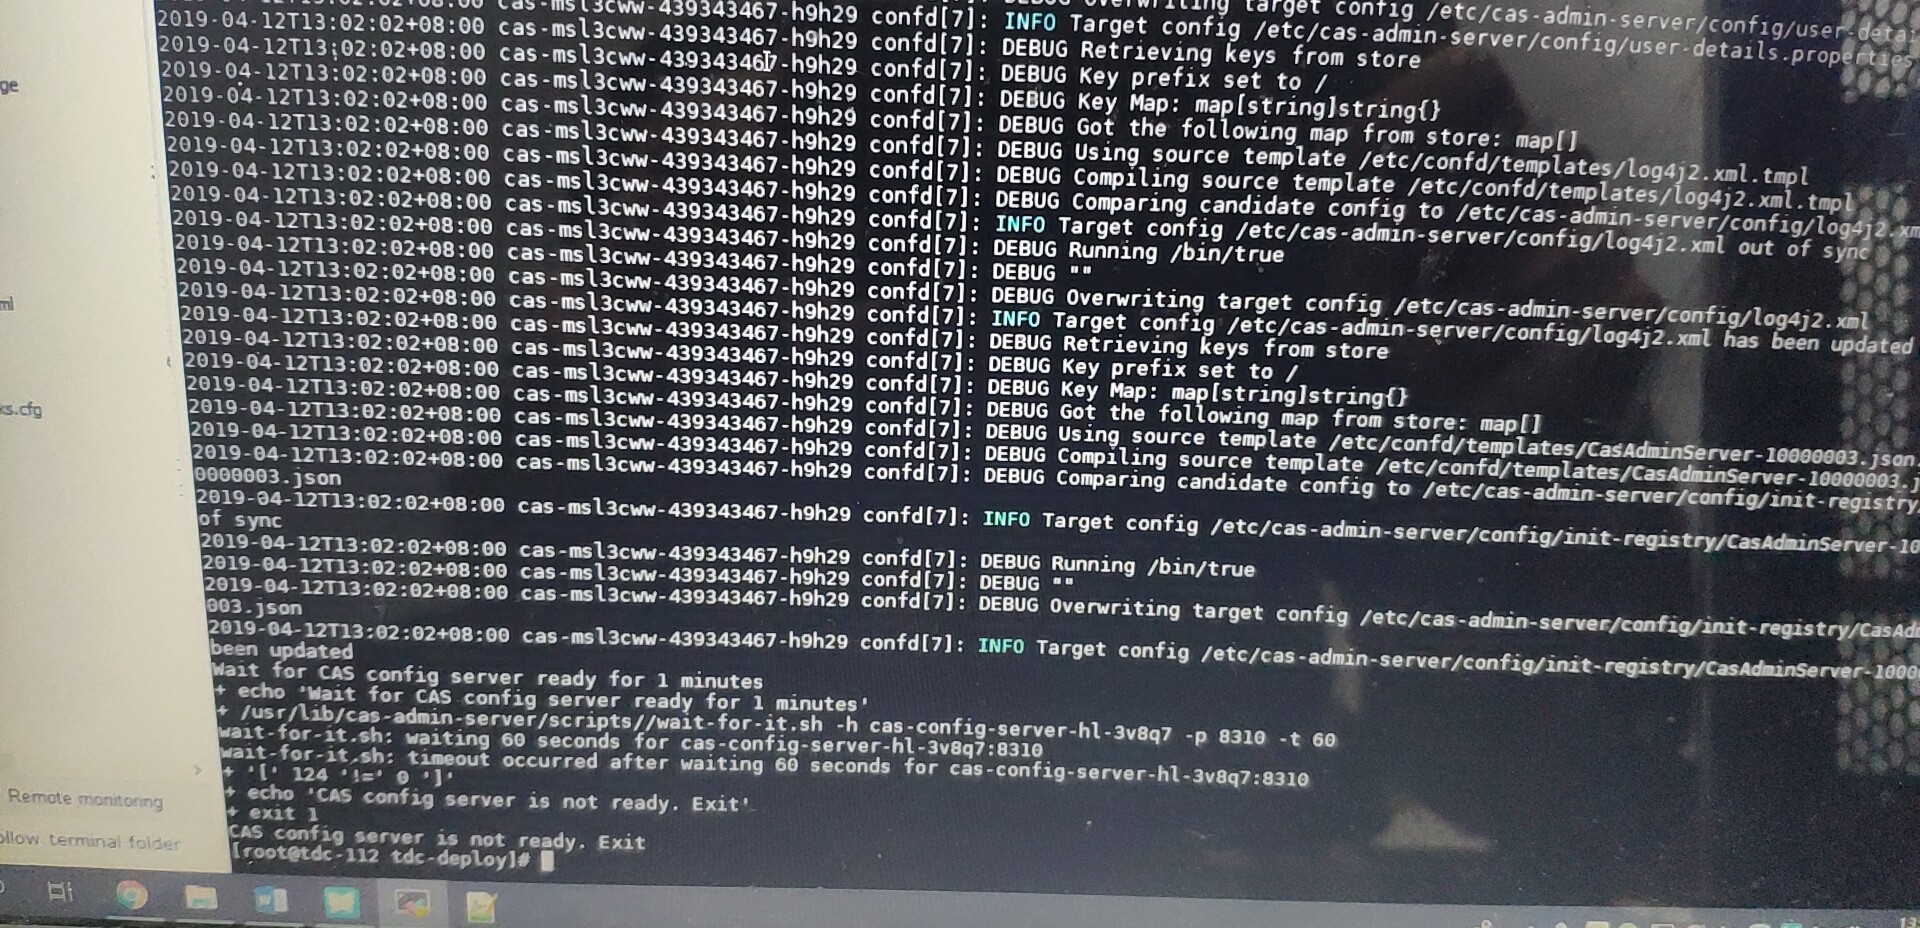 cas-msl3cww-439343467-h9h29 confd[7]: DEBUG Overwriting target config /etc/cas-admin-server/config/user-detai
2019-04-12T13:02:02+08:00 cas-msl3cww-439343467-h9h29 confd[7]: INFO Target config /etc/cas-admin-server/config/user-details.properties
2019-04-12T13:02:02+08:00 cas-msl3cww-439343467-h9h29 confd[7]: DEBUG Retrieving keys from store
2019-04-12T13:02:02+08:00 cas-msl3cww-439343467-h9h29 confd[7]: DEBUG Key prefix set to /
2019-04-12T13:02:02+08:00 cas-msl3cww-439343467-h9h29 confd[7]: DEBUG Key Map: map[string]string{}
2019-04-12T13:02:02+08:00 cas-msl3cww-439343467-h9h29 confd[7]: DEBUG Got the following map from store: map[]
2019-04-12T13:02:02+08:00 cas-msl3cww-439343467-h9h29 confd[7]: DEBUG Using source template /etc/confd/templates/log4j2.xml.tmpl
2019-04-12T13:02:02+08:00 cas-msl3cww-439343467-h9h29 confd[7]: DEBUG Compiling source template /etc/confd/templates/log4j2.xml.tmpl
2019-04-12T13:02:02+08:00 cas-msl3cww-439343467-h9h29 confd[7]: DEBUG Comparing candidate config to /etc/cas-admin-server/config/log4j2.xm
2019-04-12T13:02:02+08:00 cas-msl3cww-439343467-h9h29 confd[7]: INFO Target config /etc/cas-admin-server/config/log4j2.xml out of sync
2019-04-12T13:02:02+08:00 cas-msl3cww-439343467-h9h29 confd[7]: DEBUG Running /bin/true
2019-04-12T13:02:02+08:00 cas-msl3cww-439343467-h9h29 confd[7]: DEBUG ""
2019-04-12T13:02:02+08:00 cas-msl3cww-439343467-h9h29 confd[7]: DEBUG Overwriting target config /etc/cas-admin-server/config/log4j2.xml
2019-04-12T13:02:02+08:00 cas-msl3cww-439343467-h9h29 confd[7]: INFO Target config /etc/cas-admin-server/config/log4j2.xml has been updated
2019-04-12T13:02:02+08:00 cas-msl3cww-439343467-h9h29 confd[7]: DEBUG Retrieving keys from store
2019-04-12T13:02:02+08:00 cas-msl3cww-439343467-h9h29 confd[7]: DEBUG Key prefix set to /
2019-04-12T13:02:02+08:00 cas-msl3cww-439343467-h9h29 confd[7]: DEBUG Key Map: map[string]string{}
2019-04-12T13:02:02+08:00 cas-msl3cww-439343467-h9h29 confd[7]: DEBUG Got the following map from store: map[]
2019-04-12T13:02:02+08:00 cas-msl3cww-439343467-h9h29 confd[7]: DEBUG Using source template /etc/confd/templates/CasAdminServer-10000003.json.
2019-04-12T13:02:02+08:00 cas-msl3cww-439343467-h9h29 confd[7]: DEBUG Compiling source template /etc/confd/templates/CasAdminServer-10000003.j
2019-04-12T13:02:02+08:00 cas-msl3cww-439343467-h9h29 confd[7]: DEBUG Comparing candidate config to /etc/cas-admin-server/config/init-registry/
0000003.json
2019-04-12T13:02:02+08:00 cas-msl3cww-439343467-h9h29 confd[7]: INFO Target config /etc/cas-admin-server/config/init-registry/CasAdminServer-10
of sync
2019-04-12T13:02:02+08:00 cas-msl3cww-439343467-h9h29 confd[7]: DEBUG Running /bin/true
2019-04-12T13:02:02+08:00 cas-msl3cww-439343467-h9h29 confd[7]: DEBUG ""
2019-04-12T13:02:02+08:00 cas-msl3cww-439343467-h9h29 confd[7]: DEBUG Overwriting target config /etc/cas-admin-server/config/init-registry/CasAd
003.json
2019-04-12T13:02:02+08:00 cas-msl3cww-439343467-h9h29 confd[7]: INFO Target config /etc/cas-admin-server/config/init-registry/CasAdminServer-1000
been updated
Wait for CAS config server ready for 1 minutes
+ echo 'Wait for CAS config server ready for 1 minutes'
+ /usr/lib/cas-admin-server/scripts//wait-for-it.sh -h cas-config-server-hl-3v8q7 -p 8310 -t 60
wait-for-it.sh: waiting 60 seconds for cas-config-server-hl-3v8q7:8310
wait-for-it.sh: timeout occurred after waiting 60 seconds for cas-config-server-hl-3v8q7:8310
+ '[' 124 '!=' 0 ']'
+ echo 'CAS config server is not ready. Exit'
+ exit 1
CAS config server is not ready. Exit
[root@tdc-112 tdc-deploy]#
ge
ml
ks.cfg
Remote monitoring
ollow terminal folder